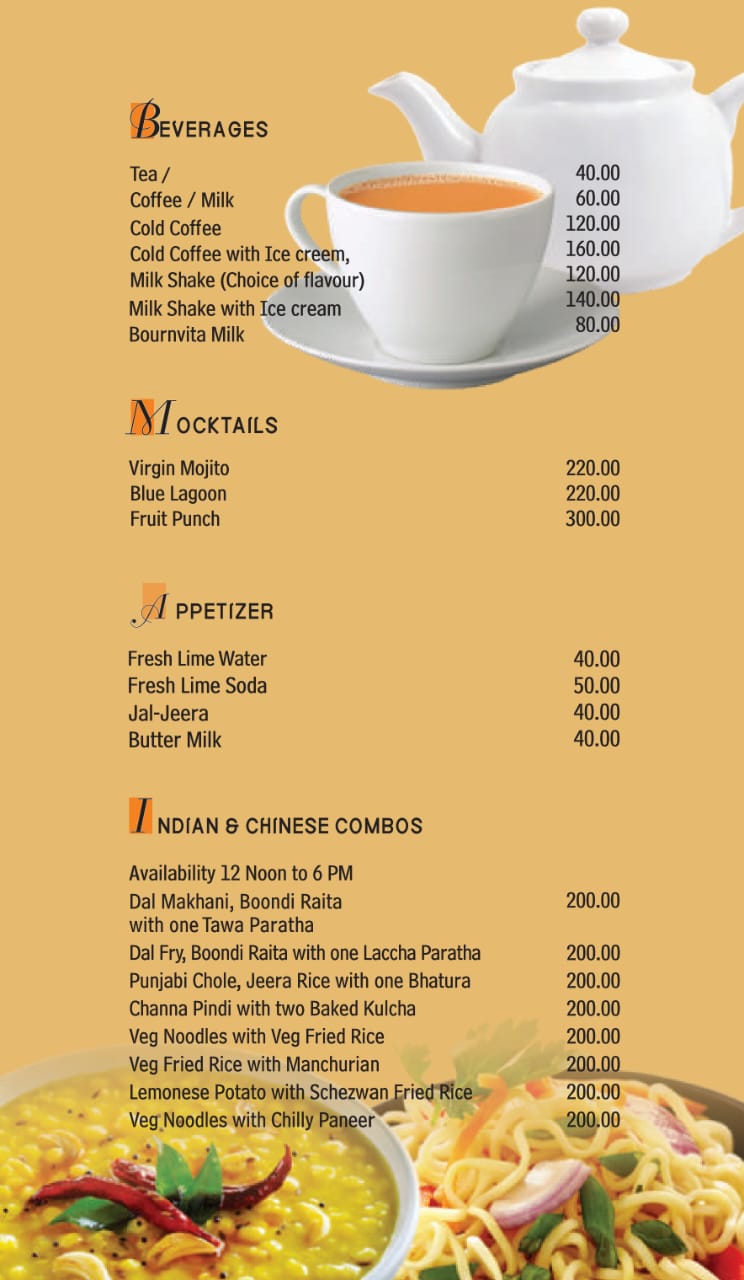 BEVERAGES
Tea / 40.00
Coffee / Milk 60.00
Cold Coffee 120.00
Cold Coffee with Ice creem, 160.00
Milk Shake (Choice of flavour) 120.00
Milk Shake with Ice cream 140.00
Bournvita Milk 80.00
MOCKTAILS
Virgin Mojito 220.00
Blue Lagoon 220.00
Fruit Punch 300.00
APPETIZER
Fresh Lime Water 40.00
Fresh Lime Soda 50.00
Jal-Jeera 40.00
Butter Milk 40.00
INDIAN & CHINESE COMBOS
Availability 12 Noon to 6 PM
Dal Makhani, Boondi Raita 200.00
with one Tawa Paratha
Dal Fry, Boondi Raita with one Laccha Paratha 200.00
Punjabi Chole, Jeera Rice with one Bhatura 200.00
Channa Pindi with two Baked Kulcha 200.00
Veg Noodles with Veg Fried Rice 200.00
Veg Fried Rice with Manchurian 200.00
Lemonese Potato with Schezwan Fried Rice 200.00
Veg Noodles with Chilly Paneer 200.00